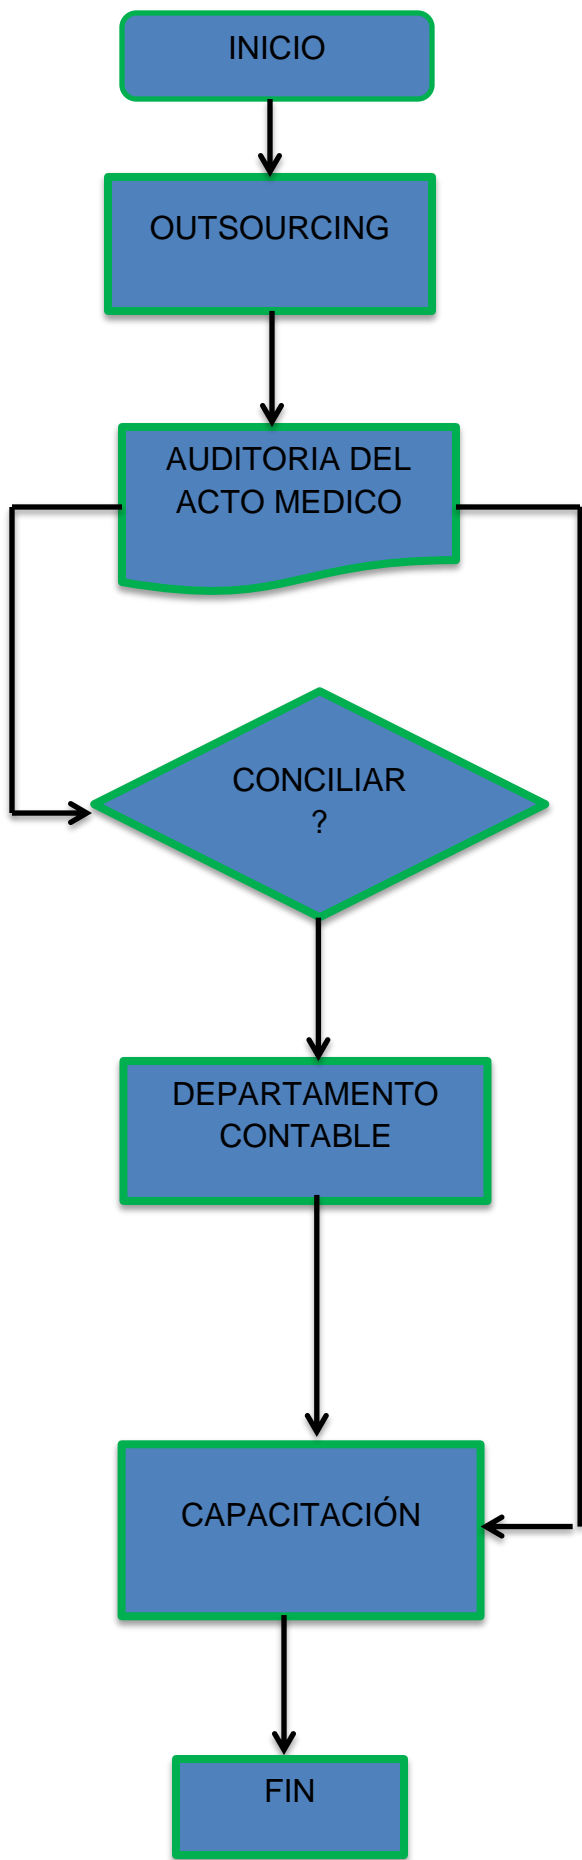 INICIO
OUTSOURCING
AUDITORIA DEL
ACTO MEDICO
CONCILIAR
?
DEPARTAMENTO
CONTABLE
CAPACITACIÓN
FIN